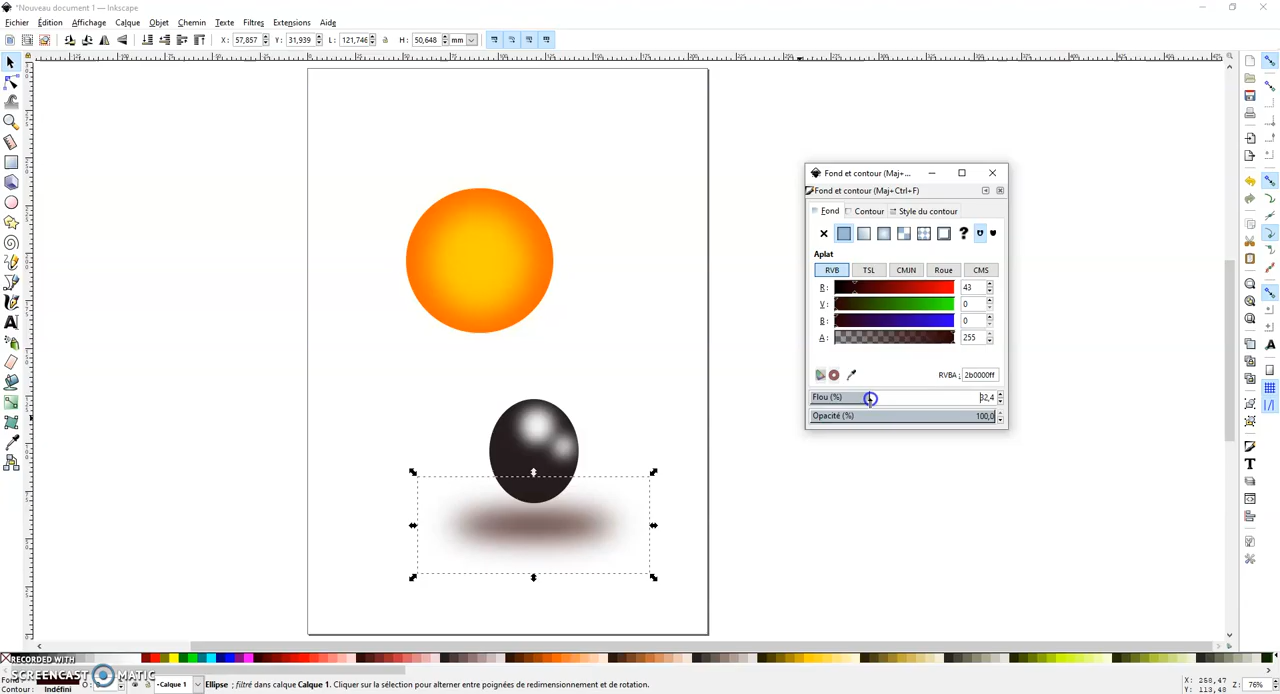 *Nouveau document 1 — Inkscape
Fichier Édition Affichage Calque Objet Chemin Texte Filtres Extensions Aide
X: 57,857 Y: 31,939 L: 121,746 H: 50,648 mm
Fond et contour (Maj+...
Fond et contour (Maj+Ctrl+F)
Fond Contour Style du contour
?
Aplat
RVB TSL CMJN Roue CMS
R: 43
V: 0
B: 0
A: 255
RVBA: 2b0000ff
Flou (%) 32,4
Opacité (%) 100,0
RECORDED WITH
SCREENCAST MATIC
Fond :
Contour : Indéfini
O:
•Calque 1
Ellipse ; filtré dans calque Calque 1. Cliquer sur la sélection pour alterner entre poignées de redimensionnement et de rotation.
X: 258,47
Y: 113,48
Z: 76%